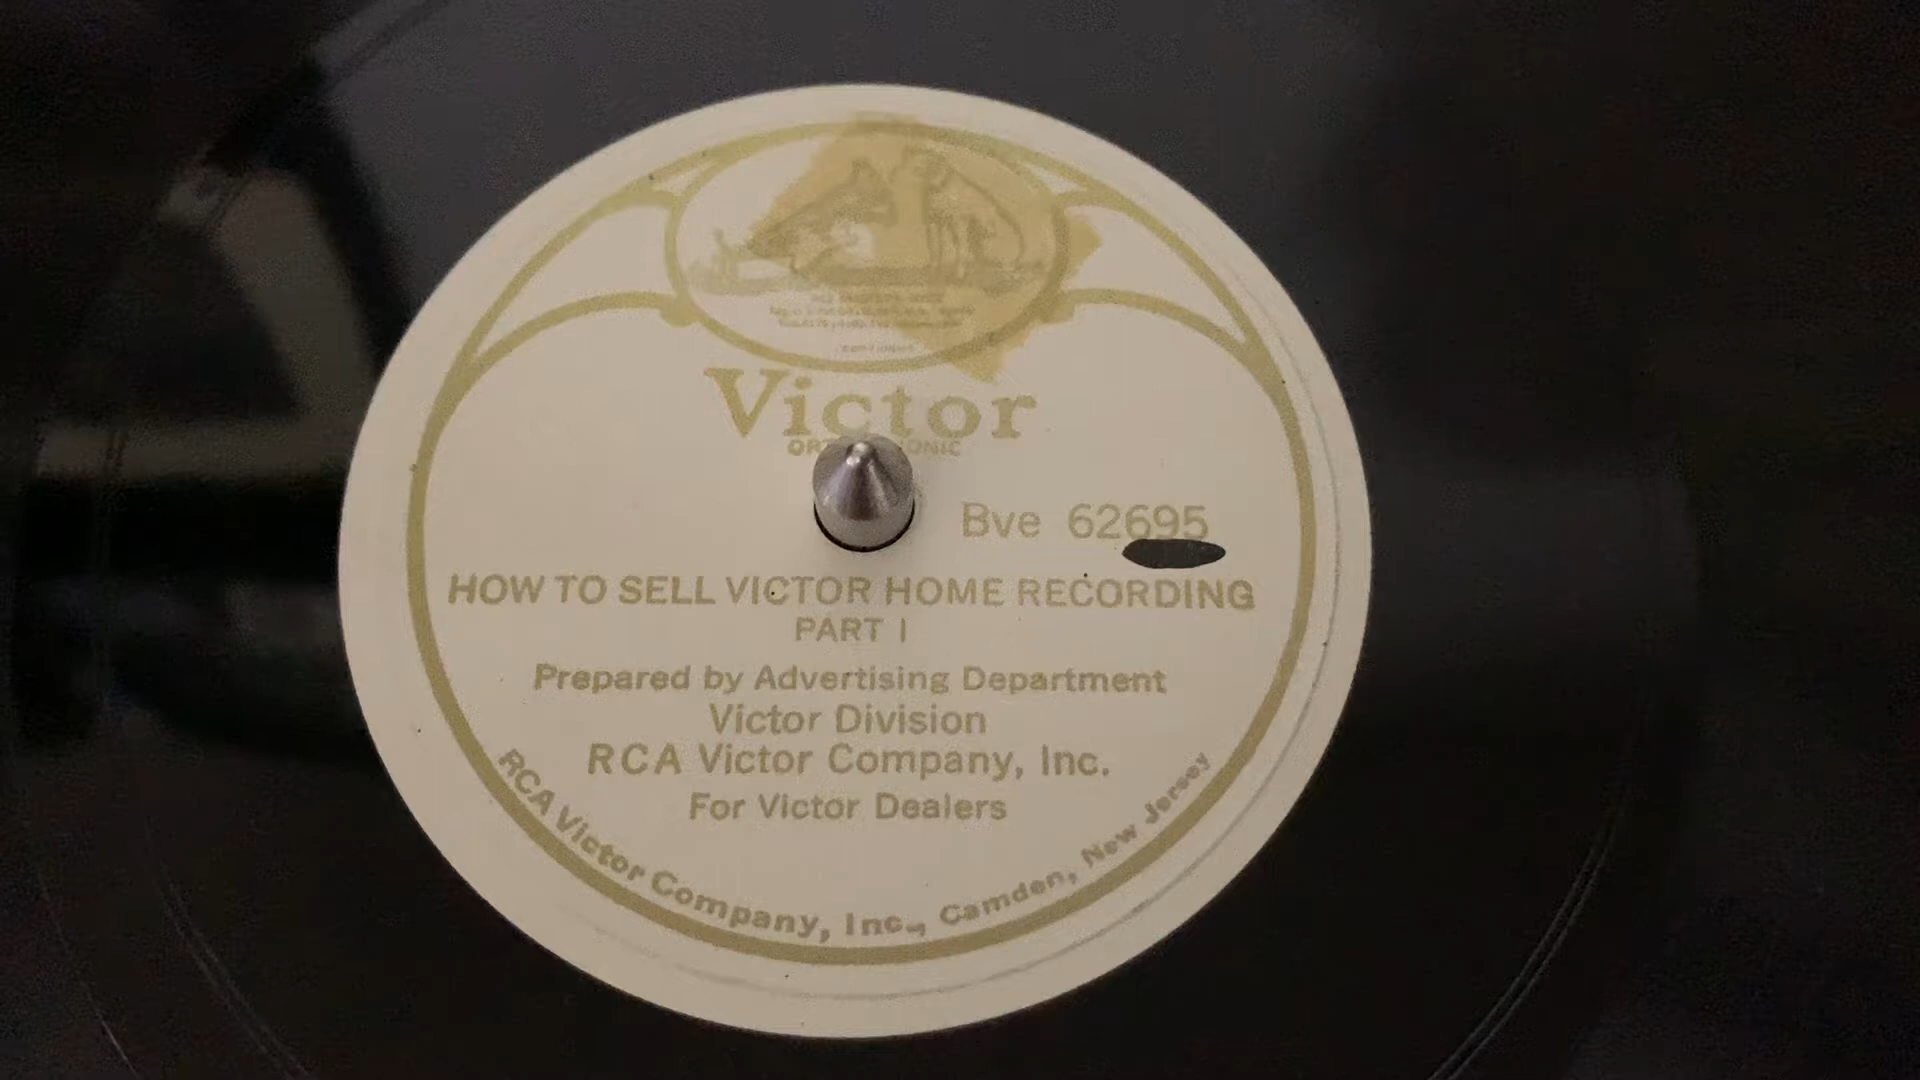 Victor
Bve 62695
HOW TO SELL VICTOR HOME RECORDING
PART 1
Prepared by Advertising Department
Victor Division
RCA Victor Company, Inc.
For Victor Dealers
RCA Victor Company, Inc., Camden, New Jersey